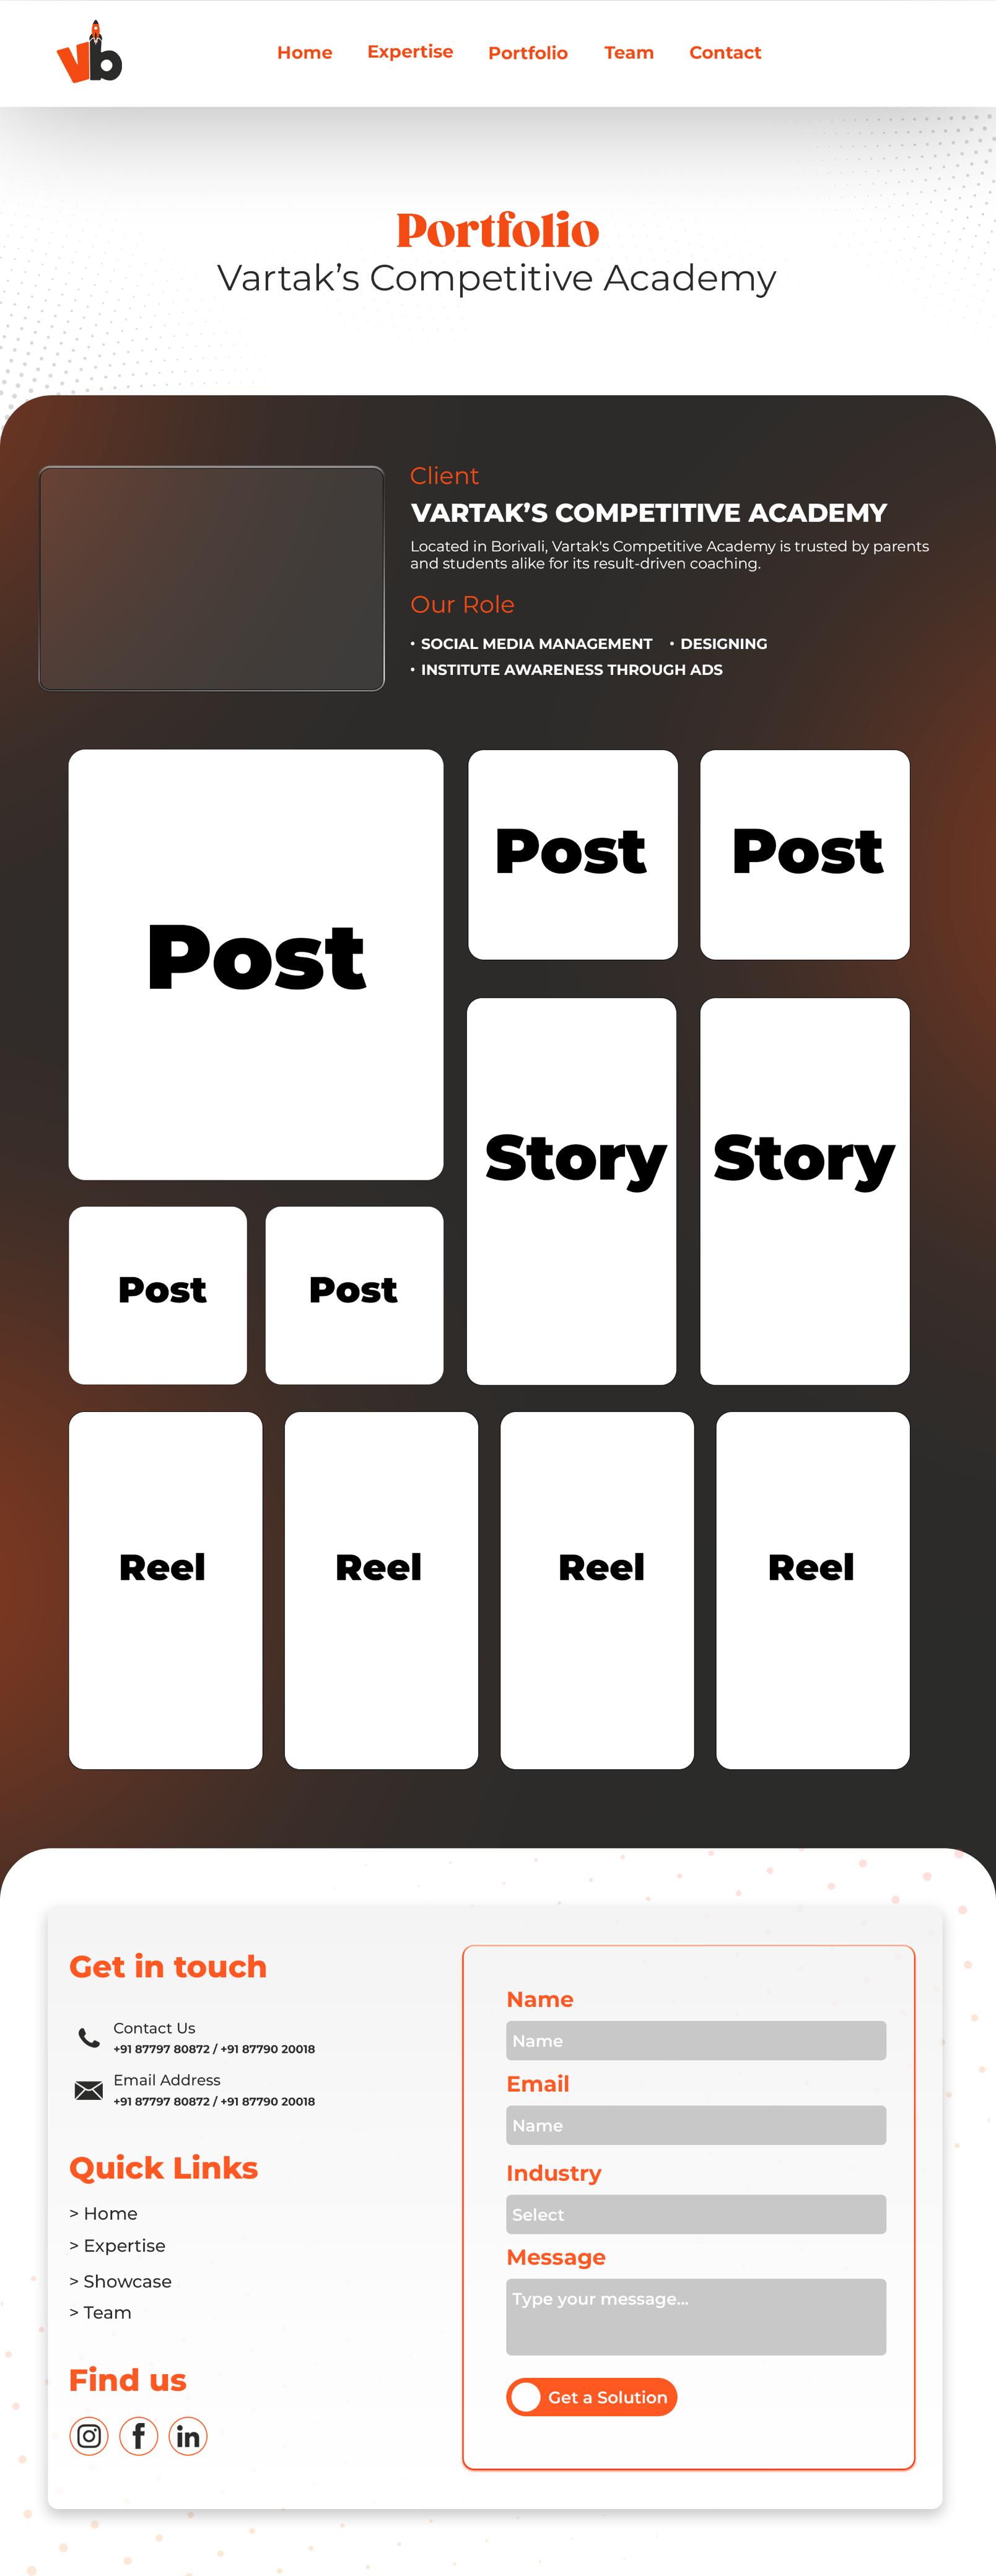 Vb
Home Expertise Portfolio Team Contact
Portfolio
Vartak’s Competitive Academy
Client
VARTAK’S COMPETITIVE ACADEMY
Located in Borivali, Vartak's Competitive Academy is trusted by parents
and students alike for its result-driven coaching.
Our Role
• SOCIAL MEDIA MANAGEMENT • DESIGNING
• INSTITUTE AWARENESS THROUGH ADS
Post
Post
Post
Story
Story
Post
Post
Reel
Reel
Reel
Reel
Get in touch
Contact Us
+91 87797 80872 / +91 87790 20018
Email Address
+91 87797 80872 / +91 87790 20018
Quick Links
> Home
> Expertise
> Showcase
> Team
Find us
f in
Name
Name
Email
Name
Industry
Select
Message
Type your message...
Get a Solution